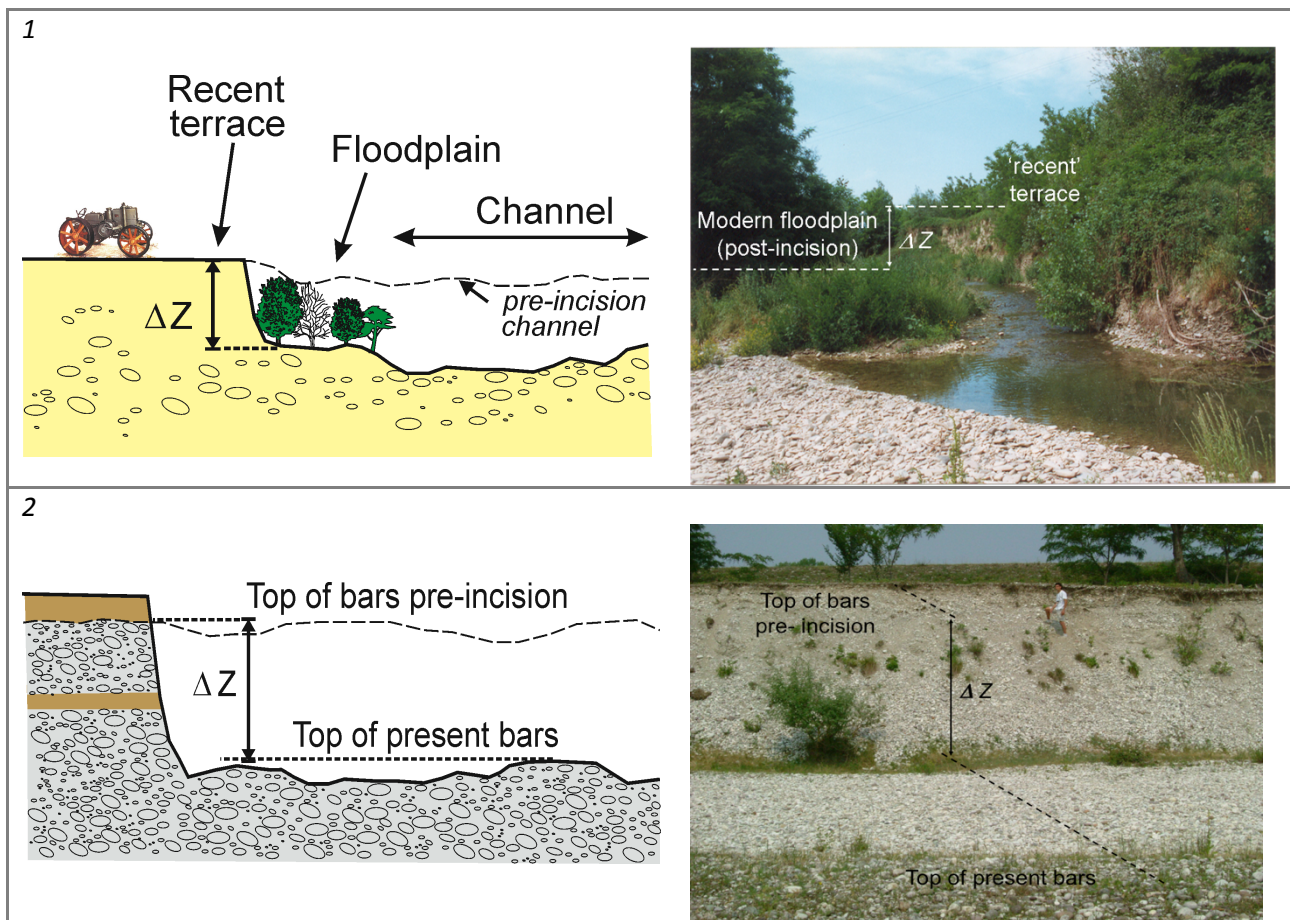 1
Recent
terrace
Floodplain
Channel
ΔZ
pre-incision
channel
'recent'
terrace
Modern floodplain
(post-incision)
ΔZ
2
Top of bars pre-incision
ΔZ
Top of present bars
Top of bars
pre- Incision
ΔZ
Top of present bars